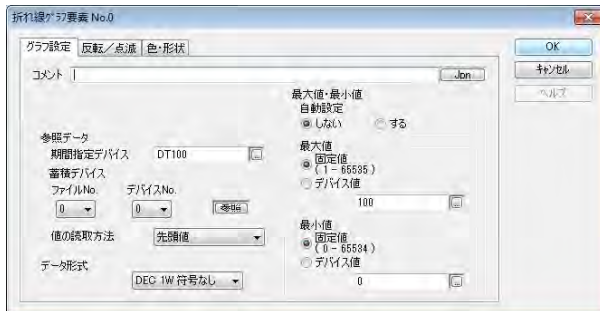 折れ線グラフ要素 No.0
グラフ設定 反転／点滅 色・形状
OK
キャンセル
ヘルプ
コメント
Jpn
最大値・最小値
自動設定
しない する
参照データ
期間指定デバイス DT100
蓄積デバイス
ファイルNo. デバイスNo.
0 0 参照
値の読取方法 先頭値
データ形式
DEC 1W 符号なし
最大値
固定値
( 1 - 65535 )
デバイス値
100
最小値
固定値
( 0 - 65534 )
デバイス値
0